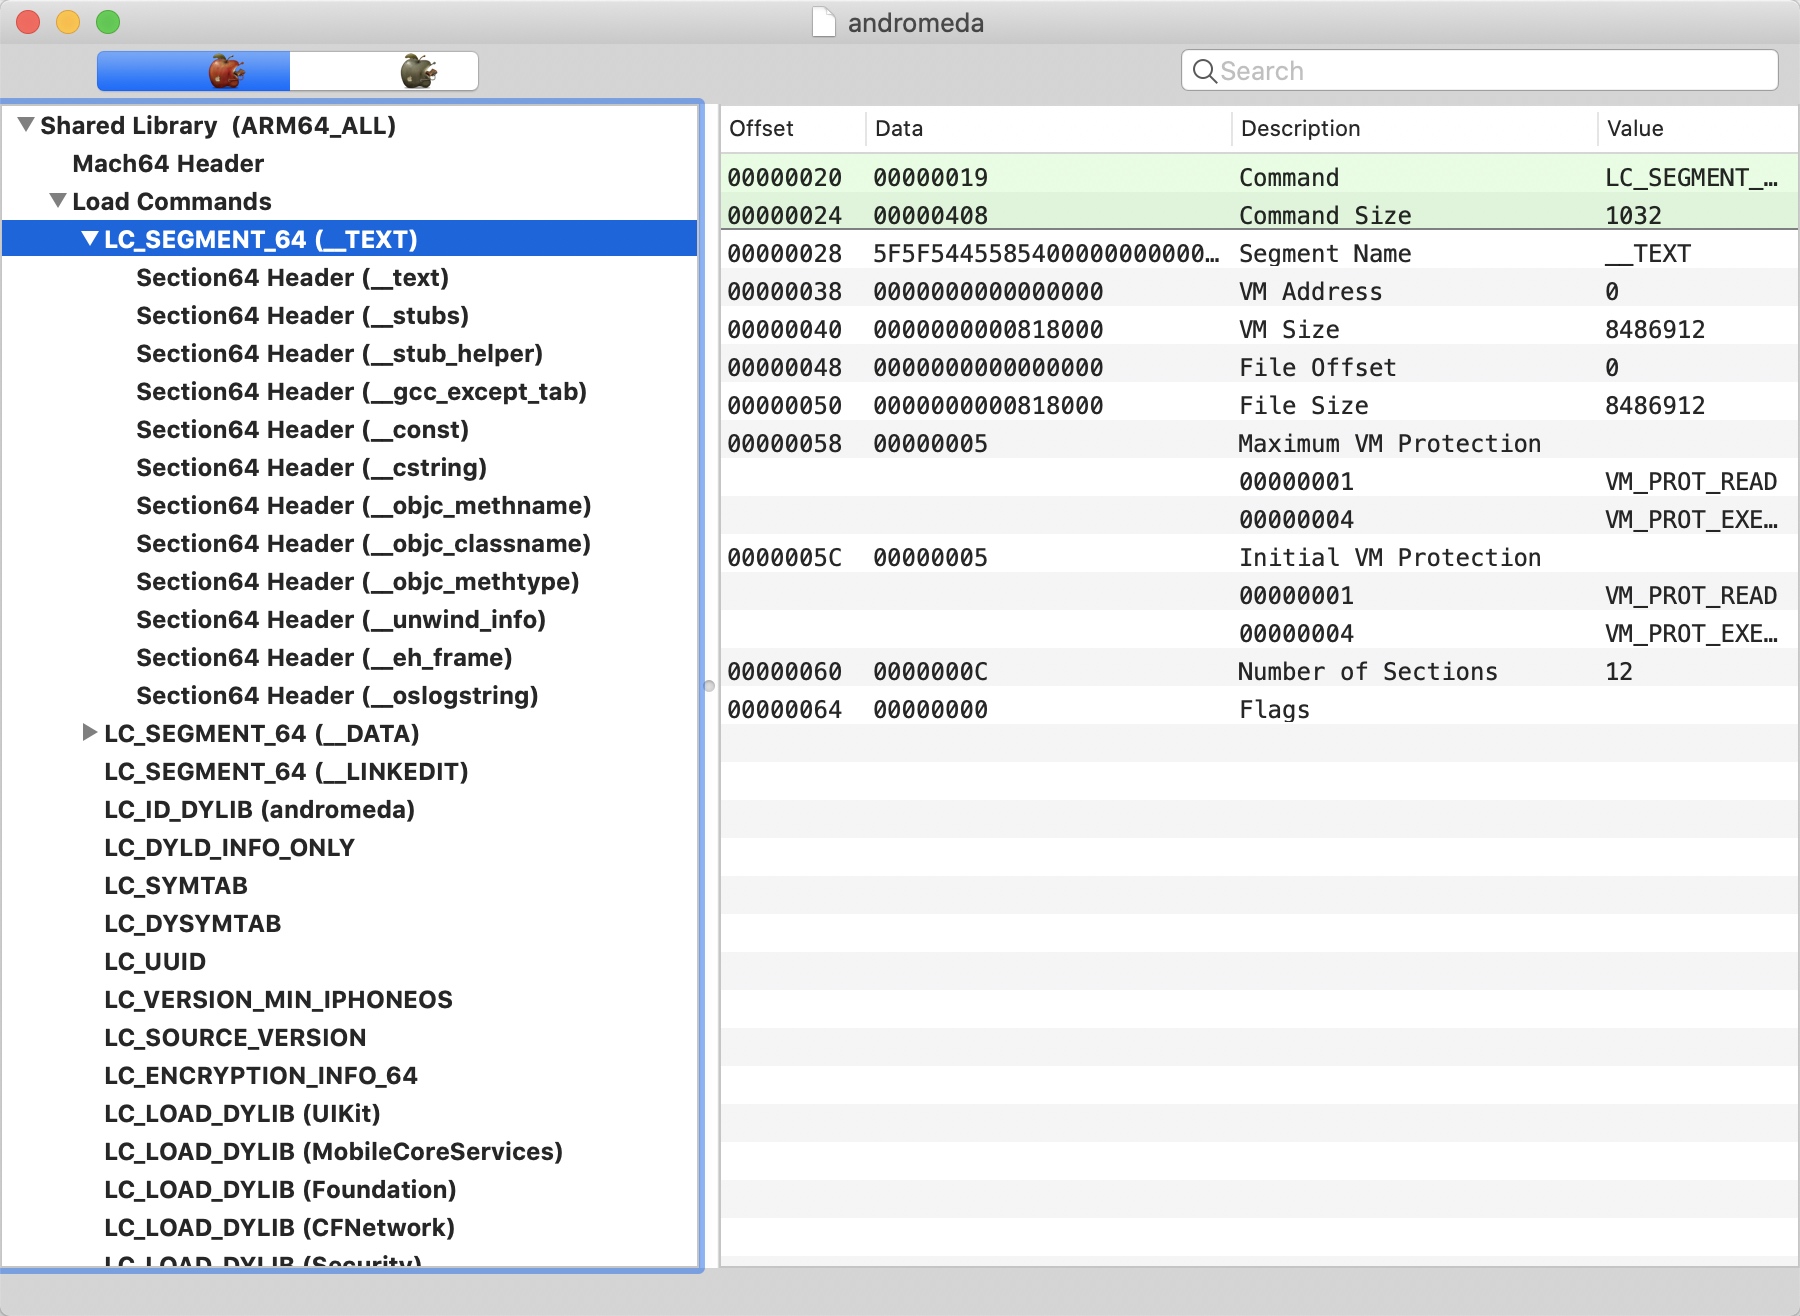 andromeda
Search
Shared Library (ARM64_ALL)
Mach64 Header
Load Commands
LC_SEGMENT_64 (__TEXT)
Section64 Header (__text)
Section64 Header (__stubs)
Section64 Header (__stub_helper)
Section64 Header (__gcc_except_tab)
Section64 Header (__const)
Section64 Header (__cstring)
Section64 Header (__objc_methname)
Section64 Header (__objc_classname)
Section64 Header (__objc_methtype)
Section64 Header (__unwind_info)
Section64 Header (__eh_frame)
Section64 Header (__oslogstring)
LC_SEGMENT_64 (__DATA)
LC_SEGMENT_64 (__LINKEDIT)
LC_ID_DYLIB (andromeda)
LC_DYLD_INFO_ONLY
LC_SYMTAB
LC_DYSYMTAB
LC_UUID
LC_VERSION_MIN_IPHONEOS
LC_SOURCE_VERSION
LC_ENCRYPTION_INFO_64
LC_LOAD_DYLIB (UIKit)
LC_LOAD_DYLIB (MobileCoreServices)
LC_LOAD_DYLIB (Foundation)
LC_LOAD_DYLIB (CFNetwork)
LC_LOAD_DYLIB (Security)
Offset Data Description Value
00000020 00000019 Command LC_SEGMENT_…
00000024 00000408 Command Size 1032
00000028 5F5F5445585400000000000… Segment Name __TEXT
00000038 0000000000000000 VM Address 0
00000040 0000000000818000 VM Size 8486912
00000048 0000000000000000 File Offset 0
00000050 0000000000818000 File Size 8486912
00000058 00000005 Maximum VM Protection
00000001 VM_PROT_READ
00000004 VM_PROT_EXE…
0000005C 00000005 Initial VM Protection
00000001 VM_PROT_READ
00000004 VM_PROT_EXE…
00000060 0000000C Number of Sections 12
00000064 00000000 Flags